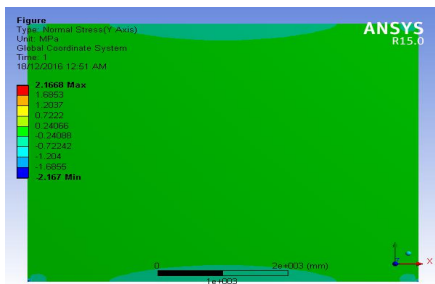 Figure
Type: Normal Stress(Y Axis)
Unit: MPa
Global Coordinate System
Time: 1
18/12/2016 12:51 AM
2.1668 Max
1.6853
1.2037
0.7222
0.24066
-0.24088
-0.72242
-1.204
-1.6855
-2.167 Min
ANSYS
R15.0
0
2e+003 (mm)
1e+003
X